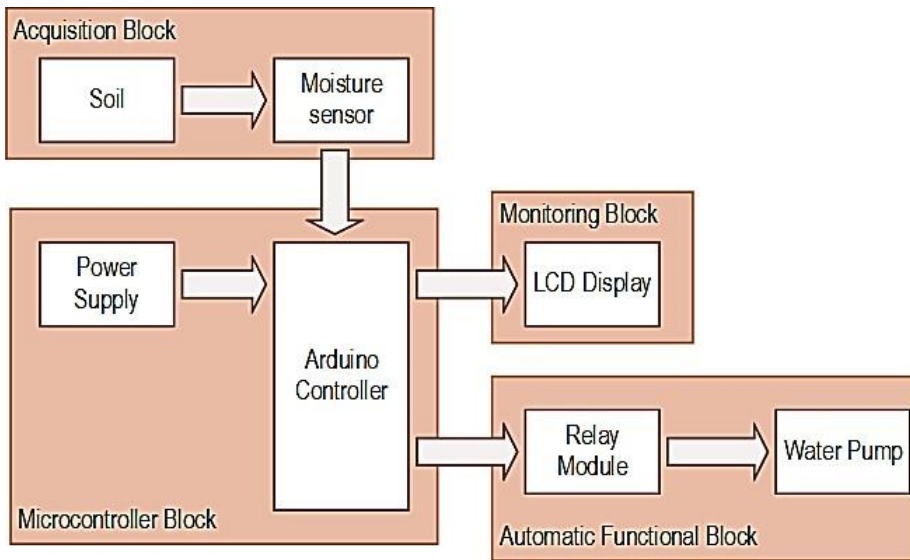 Acquisition Block
Soil
Moisture
sensor
Power
Supply
Arduino
Controller
Microcontroller Block
Monitoring Block
LCD Display
Relay
Module
Water Pump
Automatic Functional Block